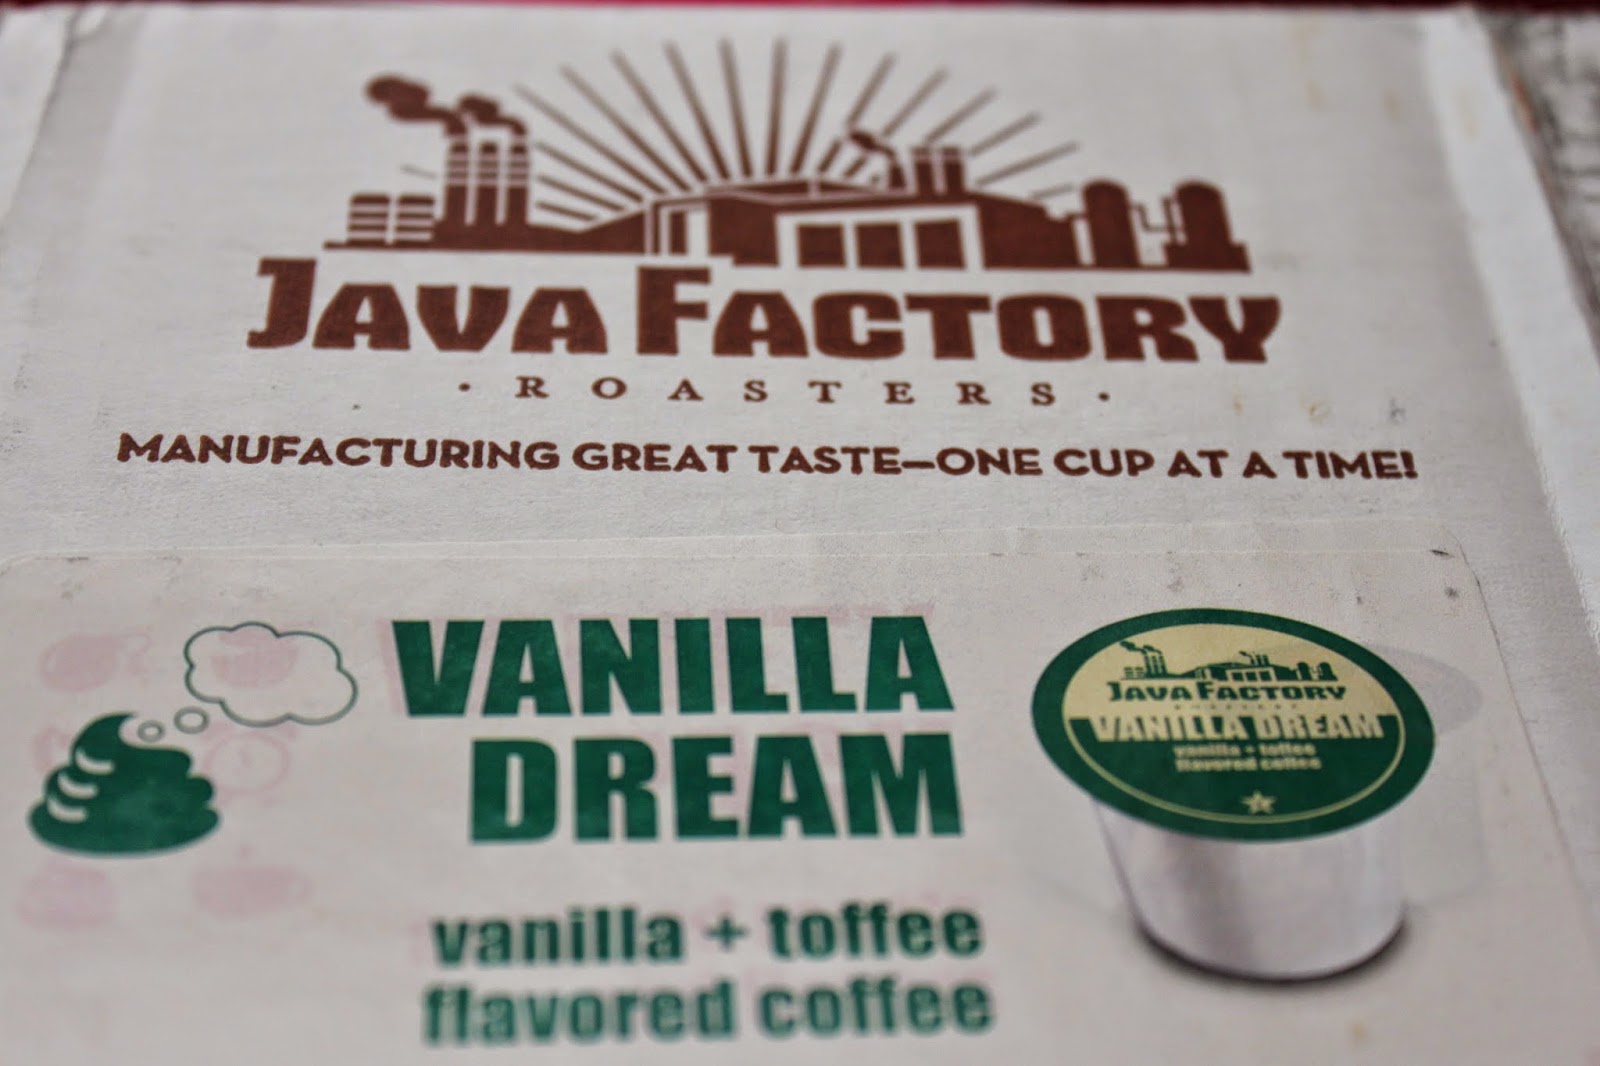 JAVA FACTORY
· ROASTERS ·
MANUFACTURING GREAT TASTE—ONE CUP AT A TIME!
VANILLA
DREAM
vanilla + toffee
flavored coffee
JAVA FACTORY
ROASTERS
VANILLA DREAM
vanilla + toffee
flavored coffee